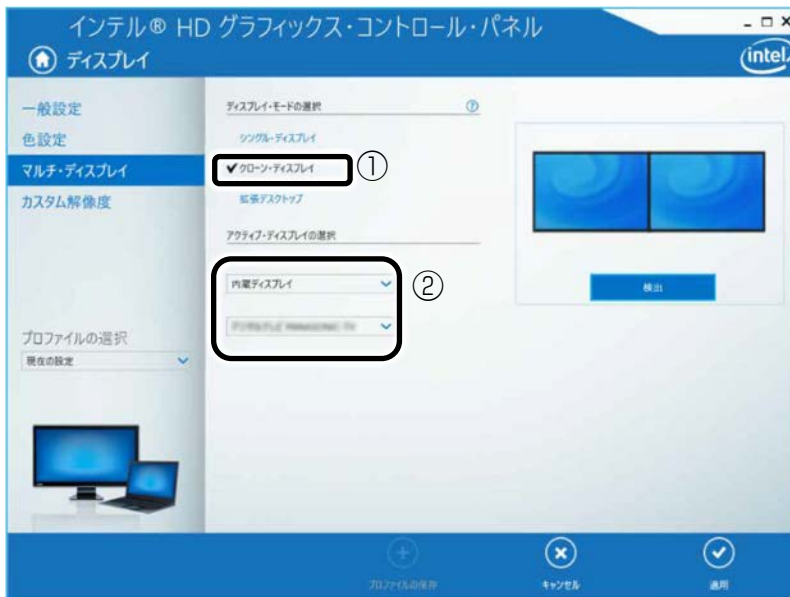 インテル® HD グラフィックス・コントロール・パネル
ディスプレイ
intel
一般設定
色設定
マルチ・ディスプレイ
カスタム解像度
プロファイルの選択
現在の設定
ディスプレイ・モードの選択
?
シングル・ディスプレイ
✔クローン・ディスプレイ
①
拡張デスクトップ
アクティブ・ディスプレイの選択
内蔵ディスプレイ
②
検出
プロファイルの保存
キャンセル
適用